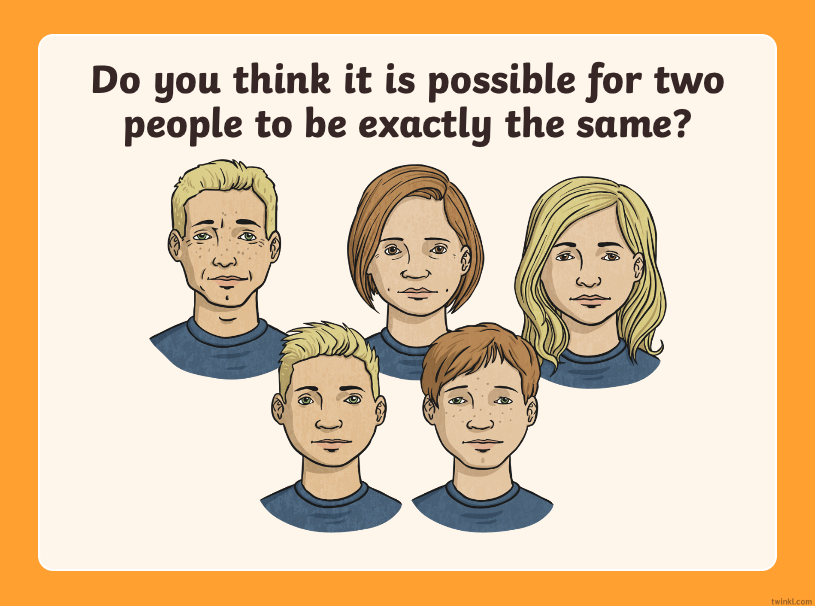 Do you think it is possible for two
people to be exactly the same?
twinkl.com